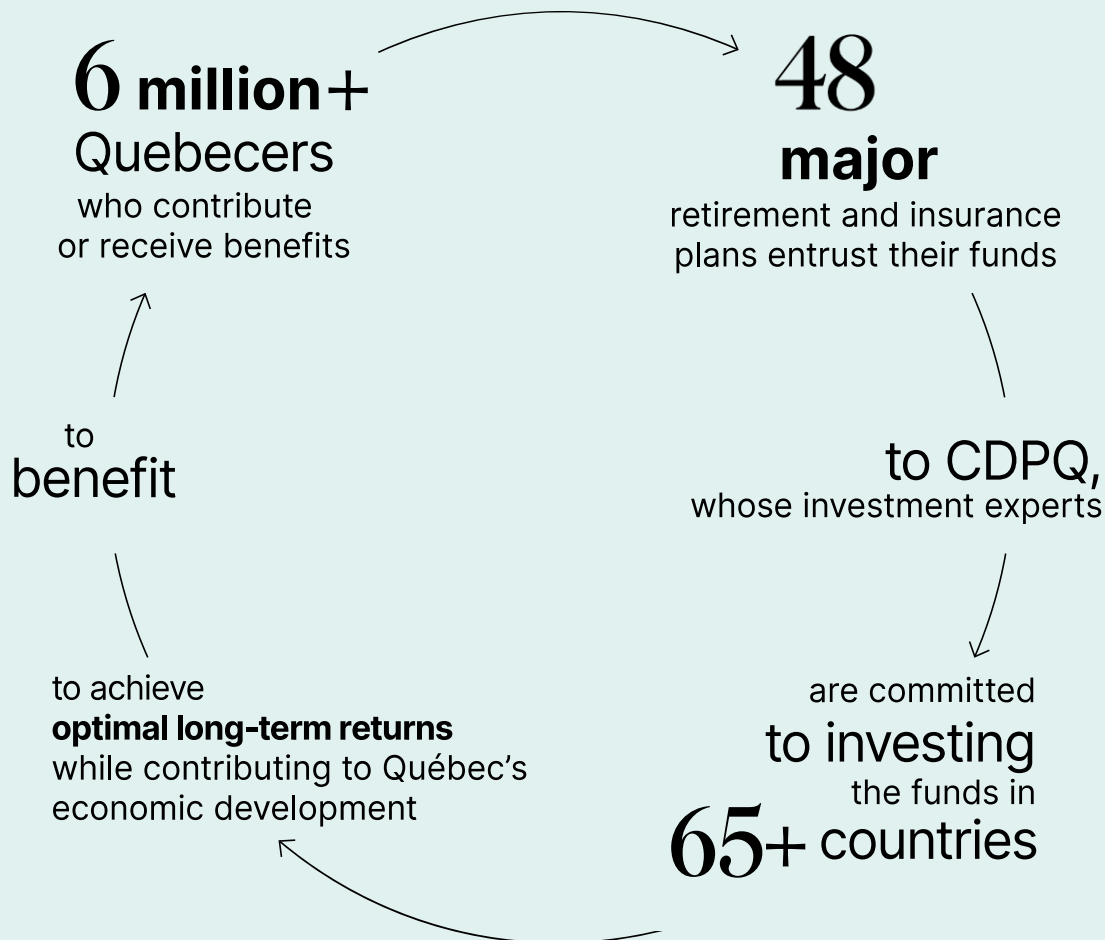 6 million+
Quebecers
who contribute
or receive benefits
48
major
retirement and insurance
plans entrust their funds
to CDPQ,
whose investment experts
are committed
to investing
the funds in
65+ countries
to achieve
optimal long-term returns
while contributing to Québec’s
economic development
to
benefit